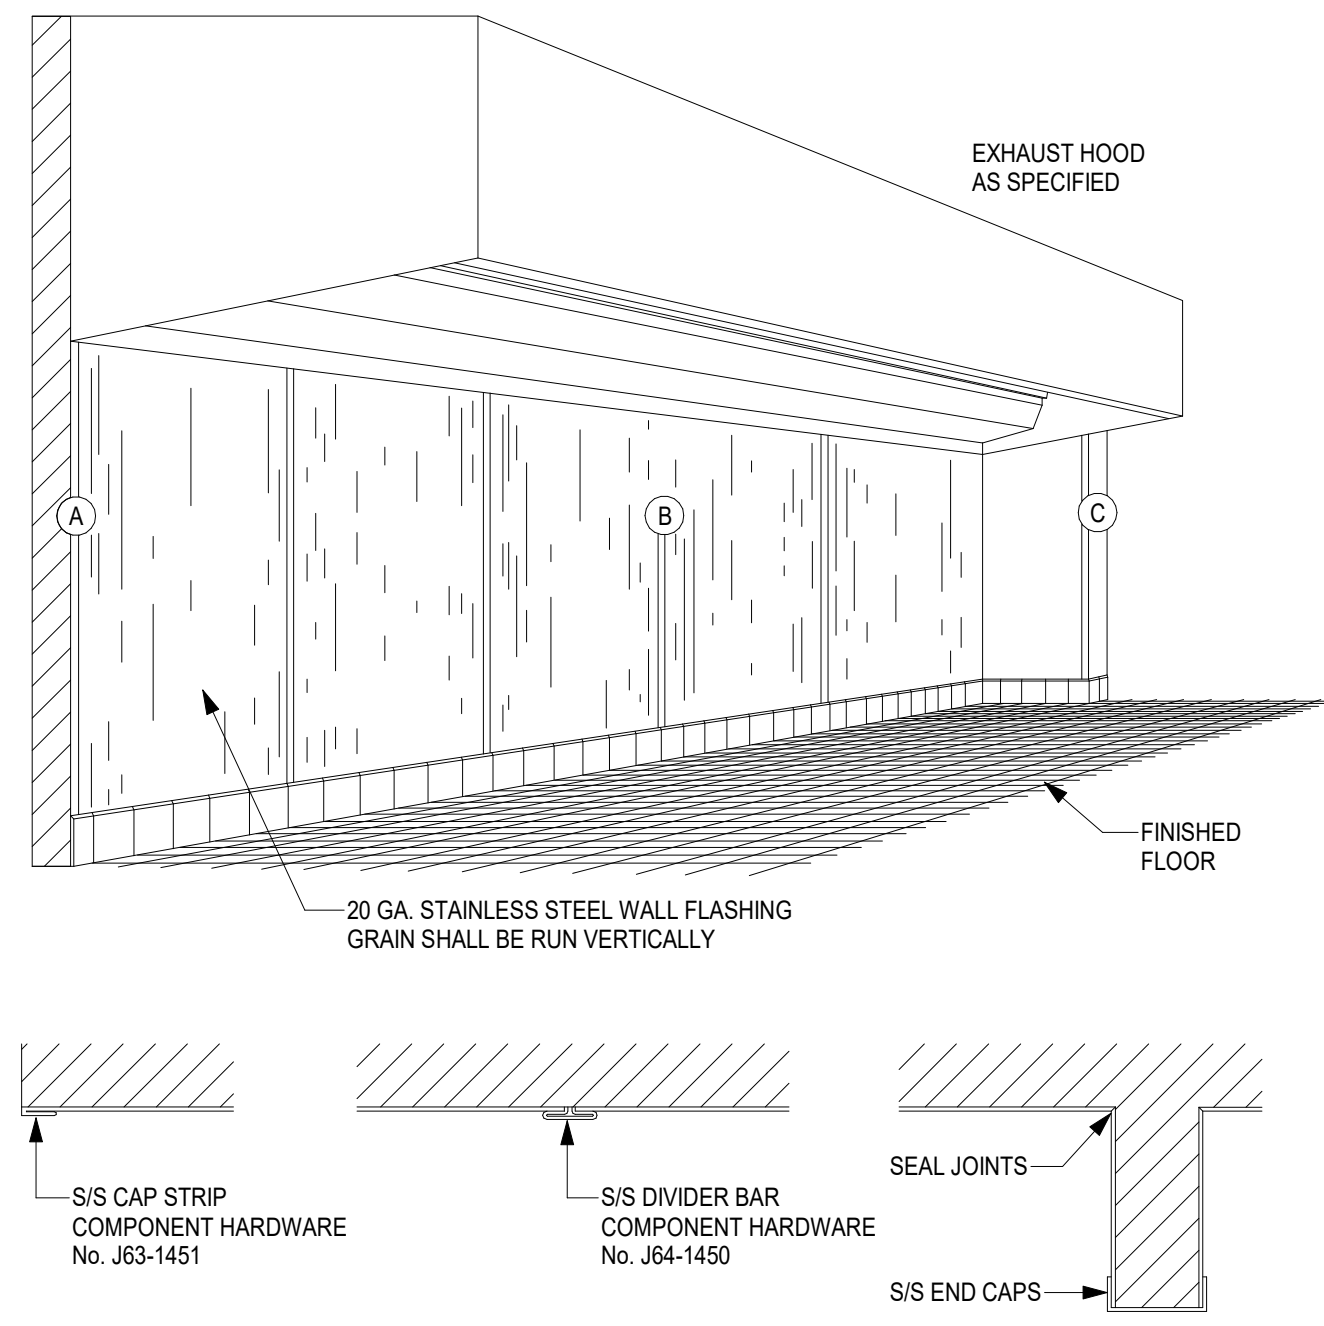 EXHAUST HOOD
AS SPECIFIED
A
B
C
FINISHED
FLOOR
20 GA. STAINLESS STEEL WALL FLASHING
GRAIN SHALL BE RUN VERTICALLY
S/S CAP STRIP
COMPONENT HARDWARE
No. J63-1451
S/S DIVIDER BAR
COMPONENT HARDWARE
No. J64-1450
SEAL JOINTS
S/S END CAPS